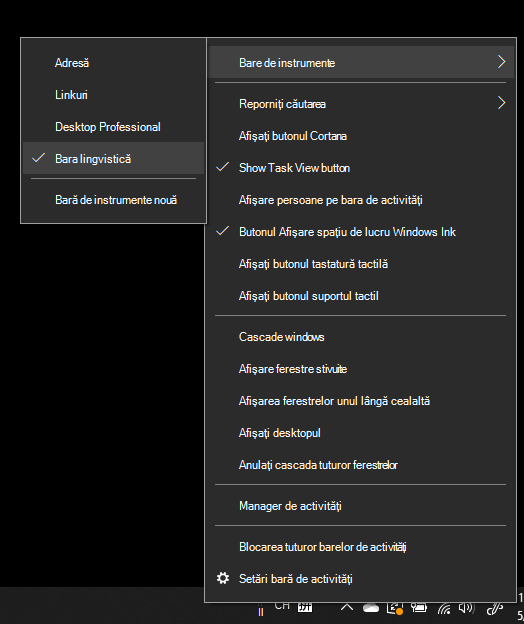 Adresă
Linkuri
Desktop Professional
Bara lingvistică
Bară de instrumente nouă
Bare de instrumente
Reporniți căutarea
Afișați butonul Cortana
Show Task View button
Afișare persoane pe bara de activități
Butonul Afișare spațiu de lucru Windows Ink
Afișați butonul tastatură tactilă
Afișați butonul suportul tactil
Cascade windows
Afișare ferestre stivuite
Afișarea ferestrelor unul lângă cealaltă
Afișați desktopul
Anulați cascada tuturor ferestrelor
Manager de activități
Blocarea tuturor barelor de activități
Setări bară de activități
CH 拼